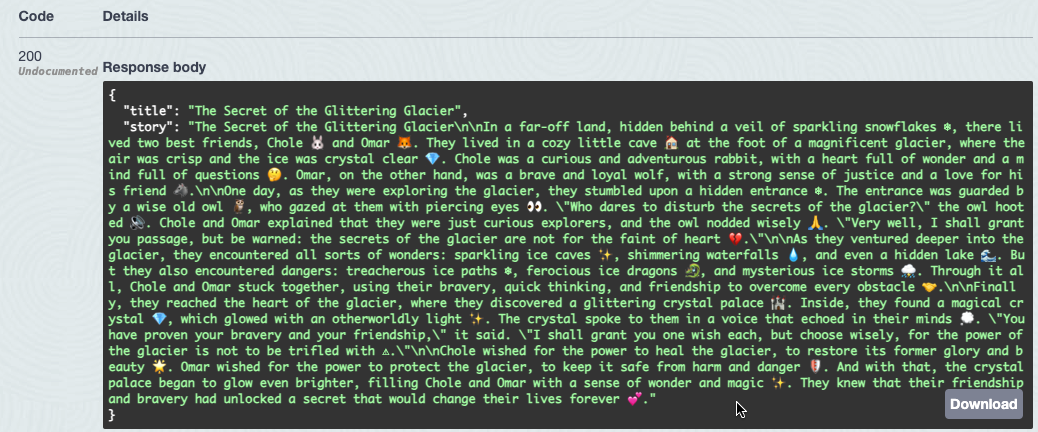 Code Details
200
Undocumented
Response body
{
"title": "The Secret of the Glittering Glacier",
"story": "The Secret of the Glittering Glacier\n\nIn a far-off land, hidden behind a veil of sparkling snowflakes ❄, there li
ved two best friends, Chole 🐰 and Omar 🦊. They lived in a cozy little cave 🏠 at the foot of a magnificent glacier, where the
air was crisp and the ice was crystal clear 💎. Chole was a curious and adventurous rabbit, with a heart full of wonder and a m
ind full of questions 🤔. Omar, on the other hand, was a brave and loyal wolf, with a strong sense of justice and a love for hi
s friend 🐴.\n\nOne day, as they were exploring the glacier, they stumbled upon a hidden entrance ❄. The entrance was guarded b
y a wise old owl 🦉, who gazed at them with piercing eyes 👀. \"Who dares to disturb the secrets of the glacier?\" the owl hoot
ed 🔊. Chole and Omar explained that they were just curious explorers, and the owl nodded wisely 🙏. \"Very well, I shall grant
you passage, but be warned: the secrets of the glacier are not for the faint of heart 💔.\"\n\nAs they ventured deeper into the
glacier, they encountered all sorts of wonders: sparkling ice caves ✨, shimmering waterfalls 💧, and even a hidden lake 🌊. Bu
t they also encountered dangers: treacherous ice paths ❄, ferocious ice dragons 🐉, and mysterious ice storms 🌨. Through it al
l, Chole and Omar stuck together, using their bravery, quick thinking, and friendship to overcome every obstacle 🤝.\n\nFinall
y, they reached the heart of the glacier, where they discovered a glittering crystal palace 🏰. Inside, they found a magical cr
ystal 💎, which glowed with an otherworldly light ✨. The crystal spoke to them in a voice that echoed in their minds 💭. \"You
have proven your bravery and your friendship,\" it said. \"I shall grant you one wish each, but choose wisely, for the power of
the glacier is not to be trifled with ⚠.\"\n\nChole wished for the power to heal the glacier, to restore its former glory and b
eauty 🌟. Omar wished for the power to protect the glacier, to keep it safe from harm and danger 🛡. And with that, the crystal
palace began to glow even brighter, filling Chole and Omar with a sense of wonder and magic ✨. They knew that their friendship
and bravery had unlocked a secret that would change their lives forever 💕."
}
Download